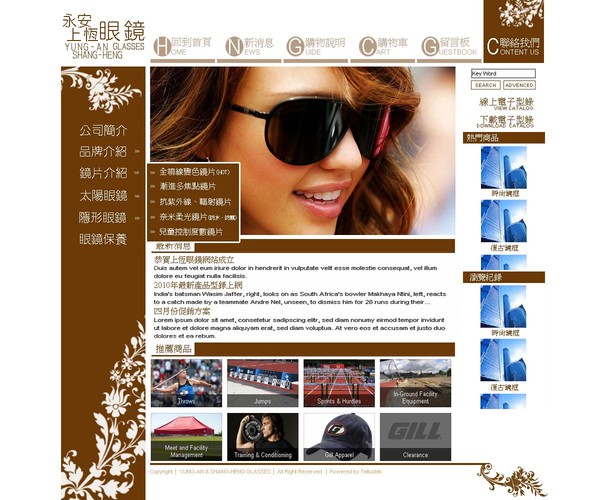 永安
上恆眼鏡
YUNG-AN GLASSES
SHANG-HENG
回到首頁
HOME
新消息
NEWS
購物說明
GUIDE
購物車
CART
留言板
GUESTBOOK
聯絡我們
CONTENT US
Key Word
SEARCH
ADVANCED
線上電子型錄
VIEW CATALOG
下載電子型錄
DOWNLOAD CATALOG
公司簡介
品牌介紹
鏡片介紹
太陽眼鏡
隱形眼鏡
眼鏡保養
全視線變色鏡片(HOT)
漸進多焦點鏡片
抗紫外線、輻射鏡片
奈米柔光鏡片
兒童控制度數鏡片
熱門商品
時尚鏡框
復古鏡框
瀏覽紀錄
時尚鏡框
復古鏡框
最新消息
恭賀上恆眼鏡網站成立
Duis autem vel eum iriure dolor in hendrerit in vulputate velit esse molestie consequat, vel illum
dolore eu feugiat nulla facilisis.
2010年最新產品型錄上網
India's batsman Wasim Jaffer, right, looks on as South Africa's bowler Makhaya Ntini, left, reacts
to a catch made by a teammate Andre Nel, unseen, to dismiss him for 28 runs during their...
四月份促銷方案
Lorem ipsum dolor sit amet, consetetur sadipscing elitr, sed diam nonumy eirmod tempor invidunt
ut labore et dolore magna aliquyam erat, sed diam voluptua. At vero eos et accusam et justo duo
dolores et ea rebum.
推薦商品
Throws
Jumps
Sprints & Hurdles
In-Ground Facility
Equipment
Meet and Facility
Management
Training & Conditioning
Gill Apparel
GILL
Clearance
Copyright | YUNG-AN & SHANG-HENG GLASSES | All Right Reserved. | Powered by Tellustek